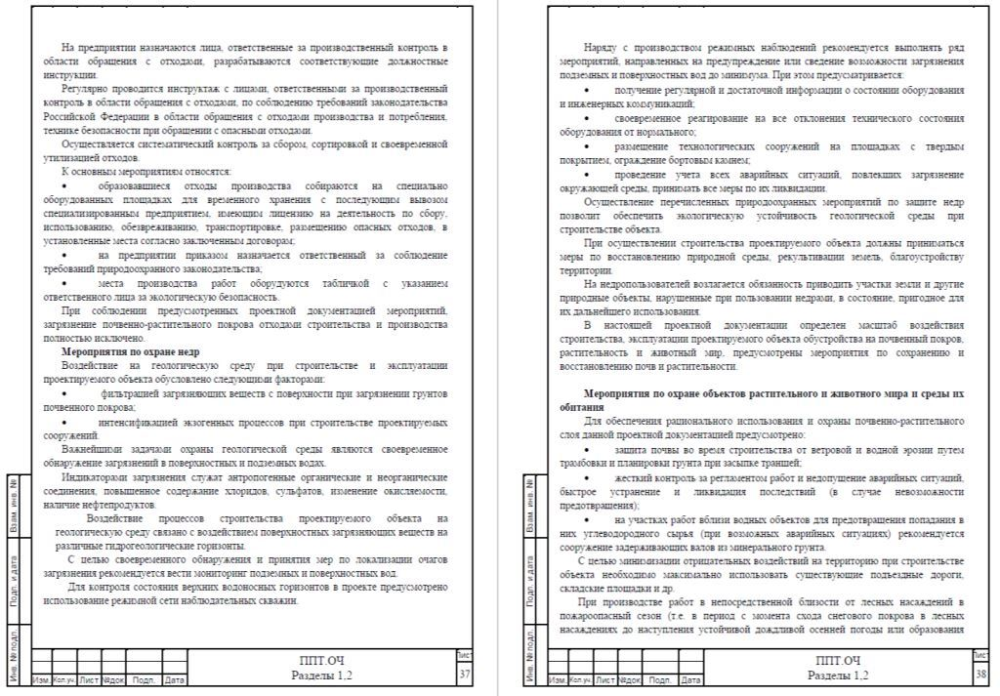 На предприятии назначаются лица, ответственные за производственный контроль в
области обращения с отходами, разрабатываются соответствующие должностные
инструкции.
Регулярно проводится инструктаж с лицами, ответственными за производственный
контроль в области обращения с отходами, по соблюдению требований законодательства
Российской Федерации в области обращения с отходами производства и потребления,
технике безопасности при обращении с опасными отходами.
Осуществляется систематический контроль за сбором, сортировкой и своевременной
утилизацией отходов.
К основным мероприятиям относятся:
• образовавшиеся отходы производства собираются на специально
оборудованных площадках для временного хранения с последующим вывозом
специализированным предприятием, имеющим лицензию на деятельность по сбору,
использованию, обезвреживанию, транспортировке, размещению опасных отходов, в
установленные места согласно заключенным договорам;
• на предприятии приказом назначается ответственный за соблюдение
требований природоохранного законодательства;
• места производства работ оборудуются табличкой с указанием
ответственного лица за экологическую безопасность.
При соблюдении предусмотренных проектной документацией мероприятий,
загрязнение почвенно-растительного покрова отходами строительства и производства
полностью исключено.
Мероприятия по охране недр
Воздействие на геологическую среду при строительстве и эксплуатации
проектируемого объекта обусловлено следующими факторами:
• фильтрацией загрязняющих веществ с поверхности при загрязнении грунтов
почвенного покрова;
• интенсификацией экзогенных процессов при строительстве проектируемых
сооружений.
Важнейшими задачами охраны геологической среды являются своевременное
обнаружение загрязнений в поверхностных и подземных водах.
Индикаторами загрязнения служат антропогенные органические и неорганические
соединения, повышенное содержание хлоридов, сульфатов, изменение окисляемости,
наличие нефтепродуктов.
Воздействие процессов строительства проектируемого объекта на
геологическую среду связано с воздействием поверхностных загрязняющих веществ на
различные гидрогеологические горизонты.
С целью своевременного обнаружения и принятия мер по локализации очагов
загрязнения рекомендуется вести мониторинг подземных и поверхностных вод.
Для контроля состояния верхних водоносных горизонтов в проекте предусмотрено
использование режимной сети наблюдательных скважин.
Взам. инв. №
Подп. и дата
Инв. № подл.
Изм. Кол.уч. Лист №док Подп. Дата
ППТ.ОЧ
Разделы 1,2
Лист
37
Наряду с производством режимных наблюдений рекомендуется выполнять ряд
мероприятий, направленных на предупреждение или сведение возможности загрязнения
подземных и поверхностных вод до минимума. При этом предусматривается:
• получение регулярной и достаточной информации о состоянии оборудования
и инженерных коммуникаций;
• своевременное реагирование на все отклонения технического состояния
оборудования от нормального;
• размещение технологических сооружений на площадках с твердым
покрытием, ограждение бортовым камнем;
• проведение учета всех аварийных ситуаций, повлекших загрязнение
окружающей среды, принимать все меры по их ликвидации.
Осуществление перечисленных природоохранных мероприятий по защите недр
позволит обеспечить экологическую устойчивость геологической среды при
строительстве объекта.
При осуществлении строительства проектируемого объекта должны приниматься
меры по восстановлению природной среды, рекультивации земель, благоустройству
территории.
На недропользователей возлагается обязанность приводить участки земли и другие
природные объекты, нарушенные при пользовании недрами, в состояние, пригодное для
их дальнейшего использования.
В настоящей проектной документации определен масштаб воздействия
строительства, эксплуатации проектируемого объекта обустройства на почвенный покров,
растительность и животный мир, предусмотрены мероприятия по сохранению и
восстановлению почв и растительности.
Мероприятия по охране объектов растительного и животного мира и среды их
обитания
Для обеспечения рационального использования и охраны почвенно-растительного
слоя данной проектной документацией предусмотрено:
• защита почвы во время строительства от ветровой и водной эрозии путем
трамбовки и планировки грунта при засыпке траншей;
• жесткий контроль за регламентом работ и недопущение аварийных ситуаций,
быстрое устранение и ликвидация последствий (в случае невозможности
предотвращения);
• на участках работ вблизи водных объектов для предотвращения попадания в
них углеводородного сырья (при возможных аварийных ситуациях) рекомендуется
сооружение задерживающих валов из минерального грунта.
С целью минимизации отрицательных воздействий на территорию при строительстве
объекта необходимо максимально использовать существующие подъездные дороги,
складские площадки и др.
При производстве работ в непосредственной близости от лесных насаждений в
пожароопасный сезон (т.е. в период с момента схода снегового покрова в лесных
насаждениях до наступления устойчивой дождливой осенней погоды или образования
Взам. инв. №
Подп. и дата
Инв. № подл.
Изм. Кол.уч. Лист №док Подп. Дата
ППТ.ОЧ
Разделы 1,2
Лист
38